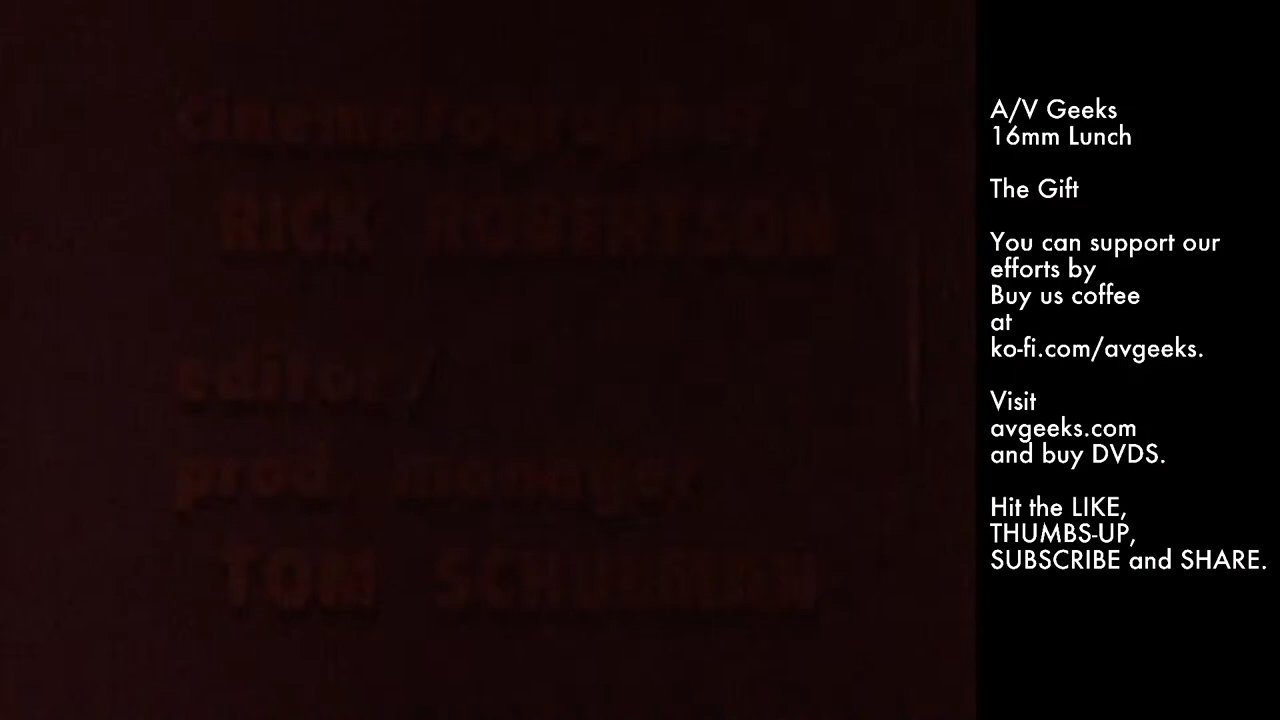 cinematographer
RICK ROBERTSON
editor/
prod manager
TOM SCHULMAN
A/V Geeks
16mm Lunch
The Gift
You can support our
efforts by
Buy us coffee
at
ko-fi.com/avgeeks.
Visit
avgeeks.com
and buy DVDS.
Hit the LIKE,
THUMBS-UP,
SUBSCRIBE and SHARE.